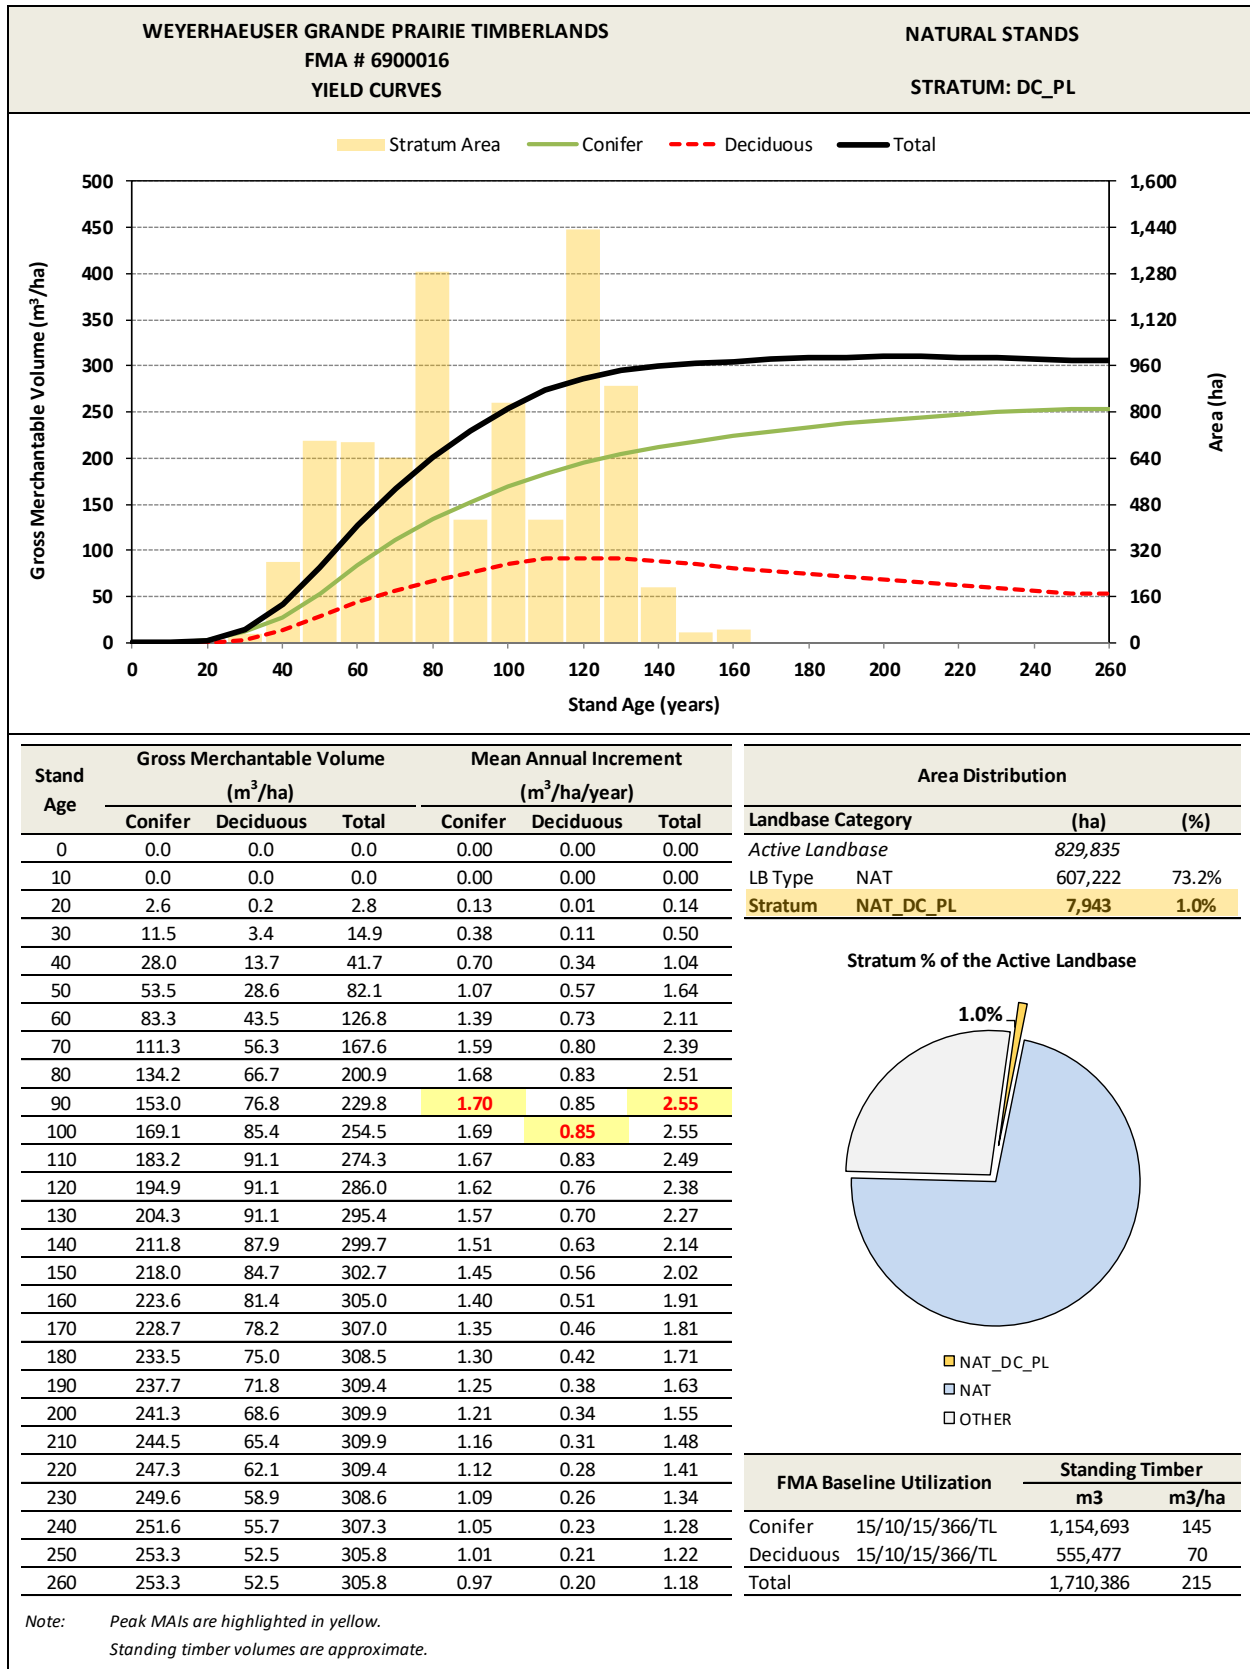 WEYERHAEUSER GRANDE PRAIRIE TIMBERLANDS
FMA # 6900016
YIELD CURVES
NATURAL STANDS
STRATUM: DC_PL
Stratum Area Conifer Deciduous Total
Gross Merchantable Volume (m³/ha)
500
450
400
350
300
250
200
150
100
50
0
1,600
1,440
1,280
1,120
960
800
640
480
320
160
0
Area (ha)
0 20 40 60 80 100 120 140 160 180 200 220 240 260
Stand Age (years)
Stand Age
Gross Merchantable Volume (m³/ha)
Mean Annual Increment (m³/ha/year)
Conifer Deciduous Total Conifer Deciduous Total
0 0.0 0.0 0.0 0.00 0.00 0.00
10 0.0 0.0 0.0 0.00 0.00 0.00
20 2.6 0.2 2.8 0.13 0.01 0.14
30 11.5 3.4 14.9 0.38 0.11 0.50
40 28.0 13.7 41.7 0.70 0.34 1.04
50 53.5 28.6 82.1 1.07 0.57 1.64
60 83.3 43.5 126.8 1.39 0.73 2.11
70 111.3 56.3 167.6 1.59 0.80 2.39
80 134.2 66.7 200.9 1.68 0.83 2.51
90 153.0 76.8 229.8 1.70 0.85 2.55
100 169.1 85.4 254.5 1.69 0.85 2.55
110 183.2 91.1 274.3 1.67 0.83 2.49
120 194.9 91.1 286.0 1.62 0.76 2.38
130 204.3 91.1 295.4 1.57 0.70 2.27
140 211.8 87.9 299.7 1.51 0.63 2.14
150 218.0 84.7 302.7 1.45 0.56 2.02
160 223.6 81.4 305.0 1.40 0.51 1.91
170 228.7 78.2 307.0 1.35 0.46 1.81
180 233.5 75.0 308.5 1.30 0.42 1.71
190 237.7 71.8 309.4 1.25 0.38 1.63
200 241.3 68.6 309.9 1.21 0.34 1.55
210 244.5 65.4 309.9 1.16 0.31 1.48
220 247.3 62.1 309.4 1.12 0.28 1.41
230 249.6 58.9 308.6 1.09 0.26 1.34
240 251.6 55.7 307.3 1.05 0.23 1.28
250 253.3 52.5 305.8 1.01 0.21 1.22
260 253.3 52.5 305.8 0.97 0.20 1.18
Area Distribution
Landbase Category (ha) (%)
Active Landbase 829,835
LB Type NAT 607,222 73.2%
Stratum NAT_DC_PL 7,943 1.0%
Stratum % of the Active Landbase
1.0%
NAT_DC_PL
NAT
OTHER
FMA Baseline Utilization Standing Timber
m3 m3/ha
Conifer 15/10/15/366/TL 1,154,693 145
Deciduous 15/10/15/366/TL 555,477 70
Total 1,710,386 215
Note: Peak MAIs are highlighted in yellow.
Standing timber volumes are approximate.